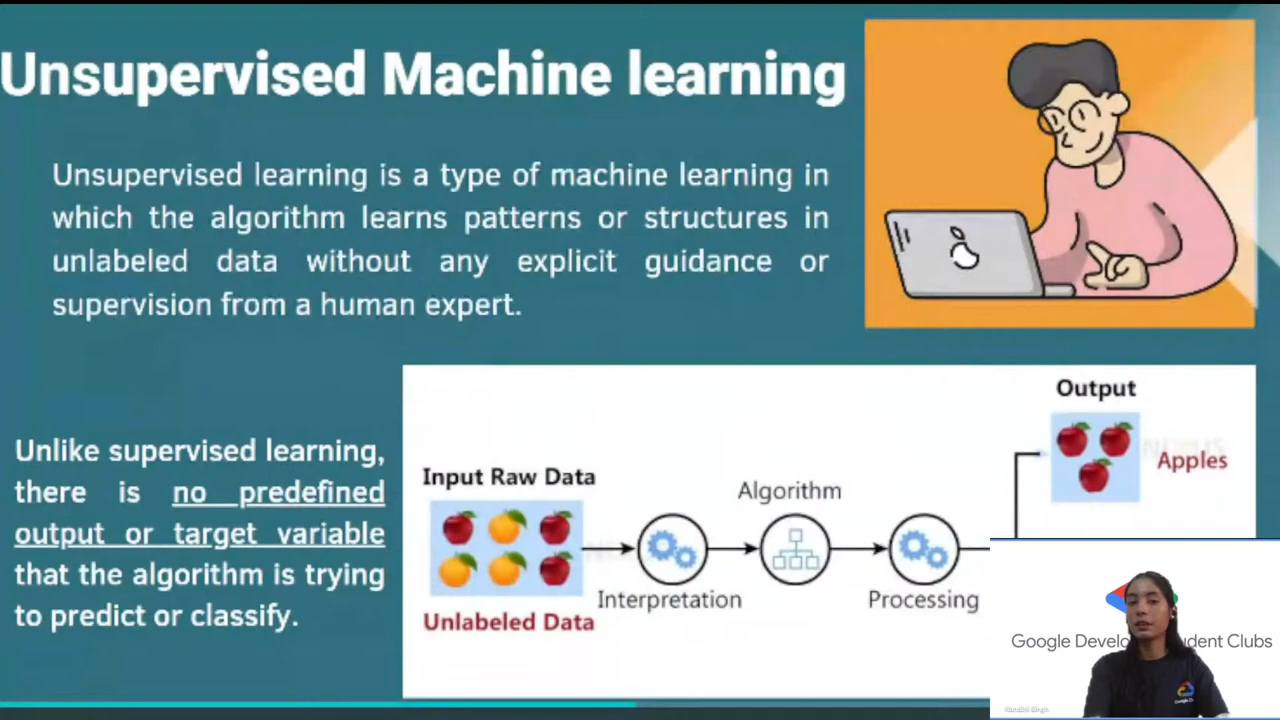 Unsupervised Machine learning
Unsupervised learning is a type of machine learning in
which the algorithm learns patterns or structures in
unlabeled data without any explicit guidance or
supervision from a human expert.
Unlike supervised learning,
there is no predefined
output or target variable
that the algorithm is trying
to predict or classify.
Output
Apples
Input Raw Data
Algorithm
Interpretation
Processing
Unlabeled Data
Google Develo udent Clubs